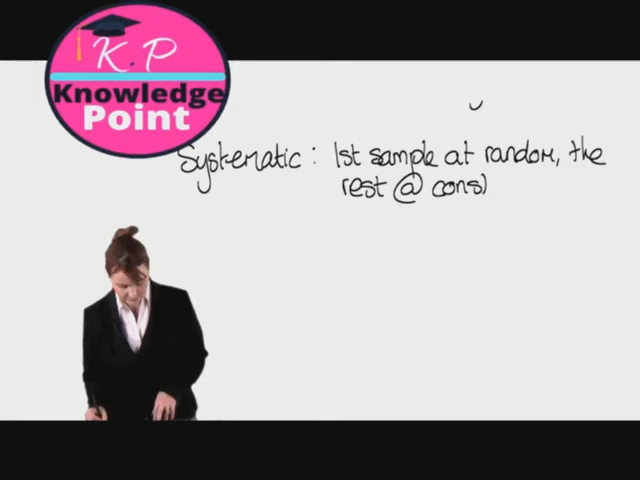 K.P
Knowledge
Point
Systematic: 1st sample at random, the
rest @ cons